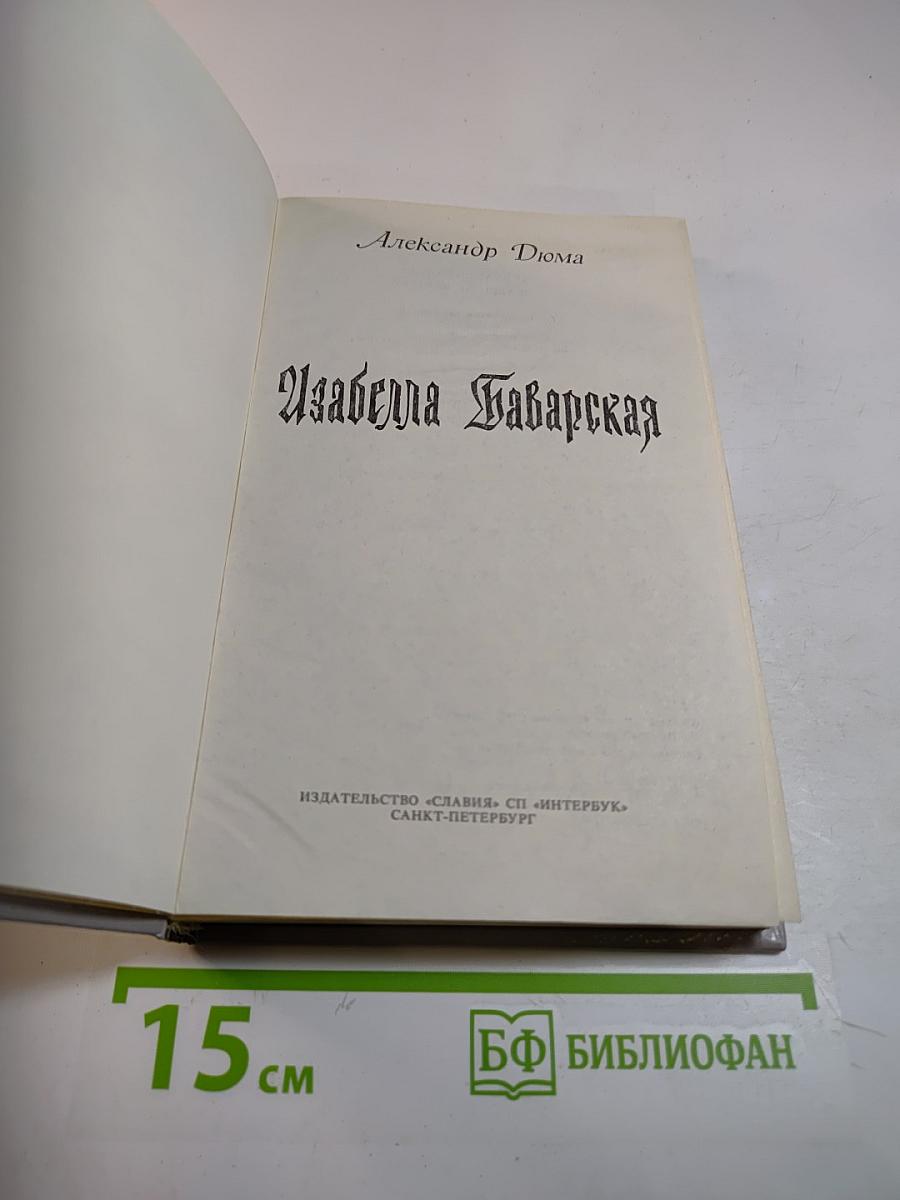 Александр Дюма
Изабелла Баварская
ИЗДАТЕЛЬСТВО «СЛАВИЯ» СП «ИНТЕРБУК»
САНКТ-ПЕТЕРБУРГ
15 см
БФ БИБЛИОФАН